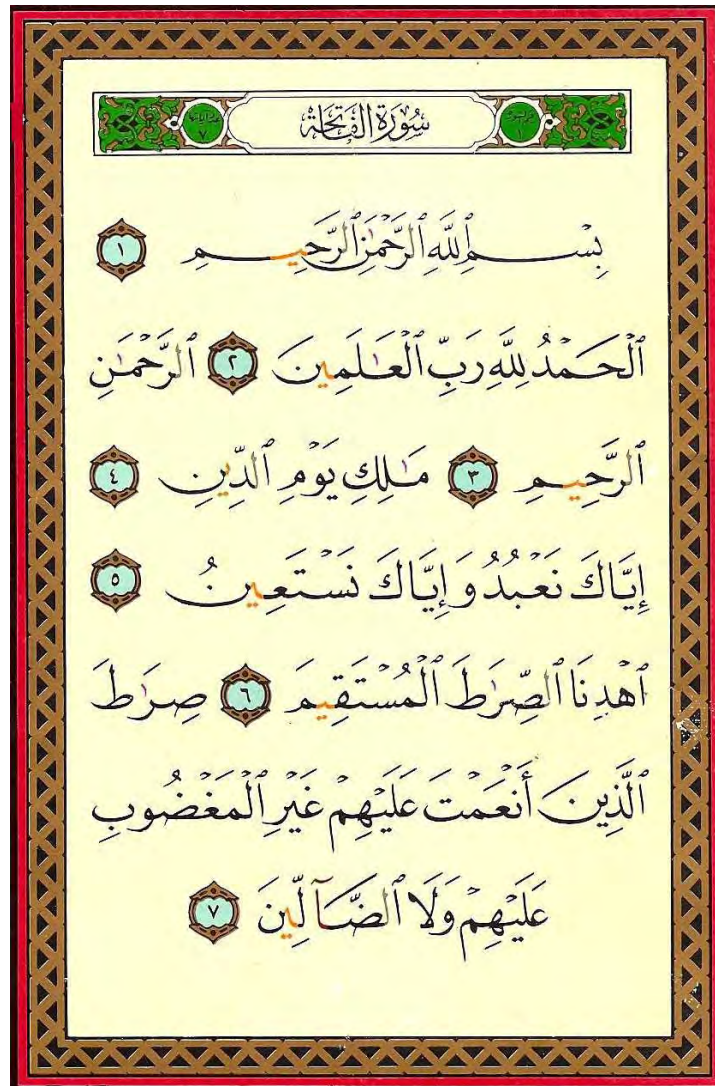 سُورَةُ الفَاتِحَة
بِسْمِ ٱللَّهِ ٱلرَّحْمَٰنِ ٱلرَّحِيمِ ١
ٱلْحَمْدُ لِلَّهِ رَبِّ ٱلْعَٰلَمِينَ ٢ ٱلرَّحْمَٰنِ
ٱلرَّحِيمِ ٣ مَٰلِكِ يَوْمِ ٱلدِّينِ ٤
إِيَّاكَ نَعْبُدُ وَإِيَّاكَ نَسْتَعِينُ ٥
ٱهْدِنَا ٱلصِّرَٰطَ ٱلْمُسْتَقِيمَ ٦ صِرَٰطَ
ٱلَّذِينَ أَنْعَمْتَ عَلَيْهِمْ غَيْرِ ٱلْمَغْضُوبِ
عَلَيْهِمْ وَلَا ٱلضَّآلِّينَ ٧